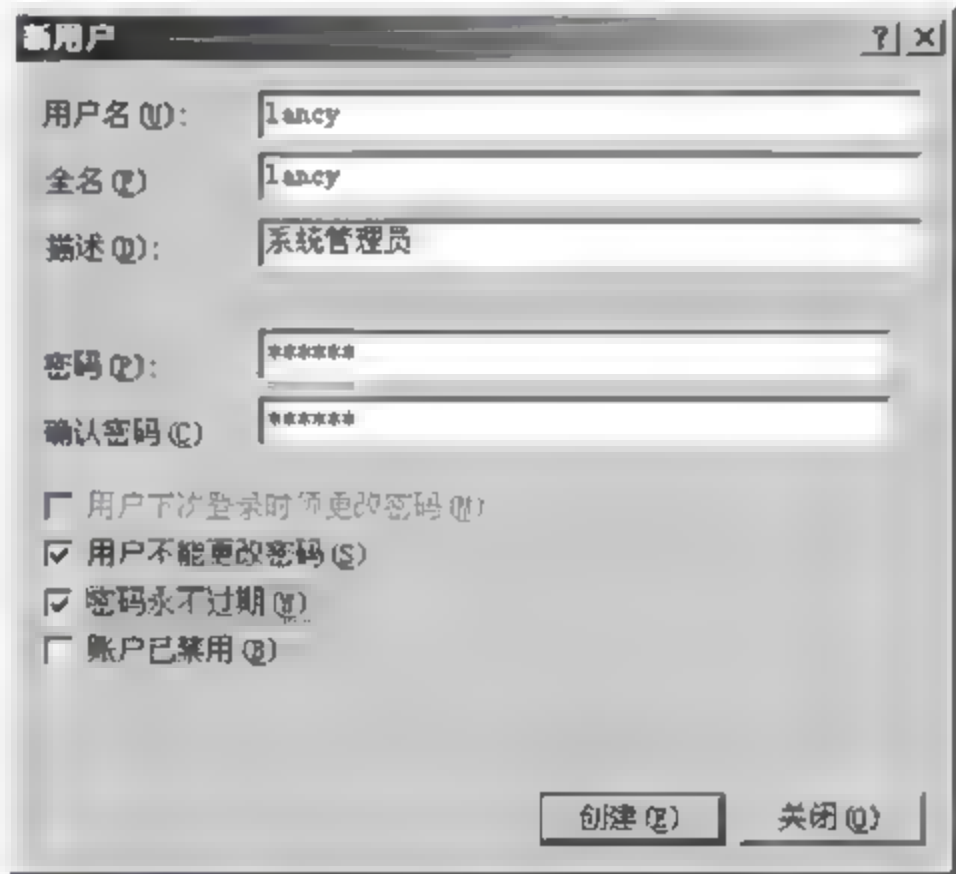 新用户
用户名(U):
lancy
全名(F)
lancy
描述(D):
系统管理员
密码(P):
******
确认密码(C)
******
用户下次登录时须更改密码(M)
用户不能更改密码(S)
密码永不过期(W)
账户已禁用(B)
创建(E)
关闭(O)